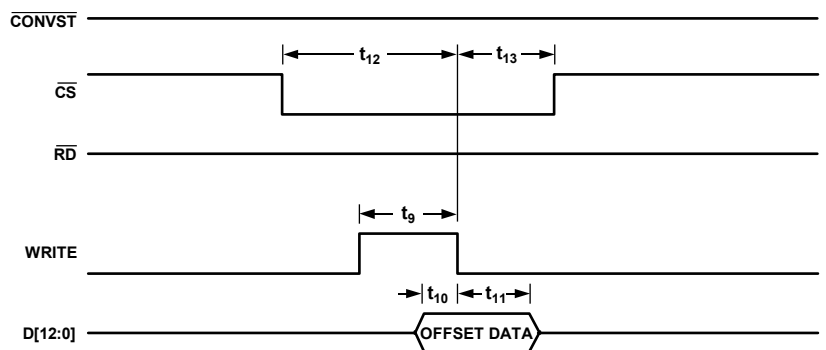 CONVST
t12
t13
CS
RD
t9
WRITE
t10
t11
D[12:0]
OFFSET DATA